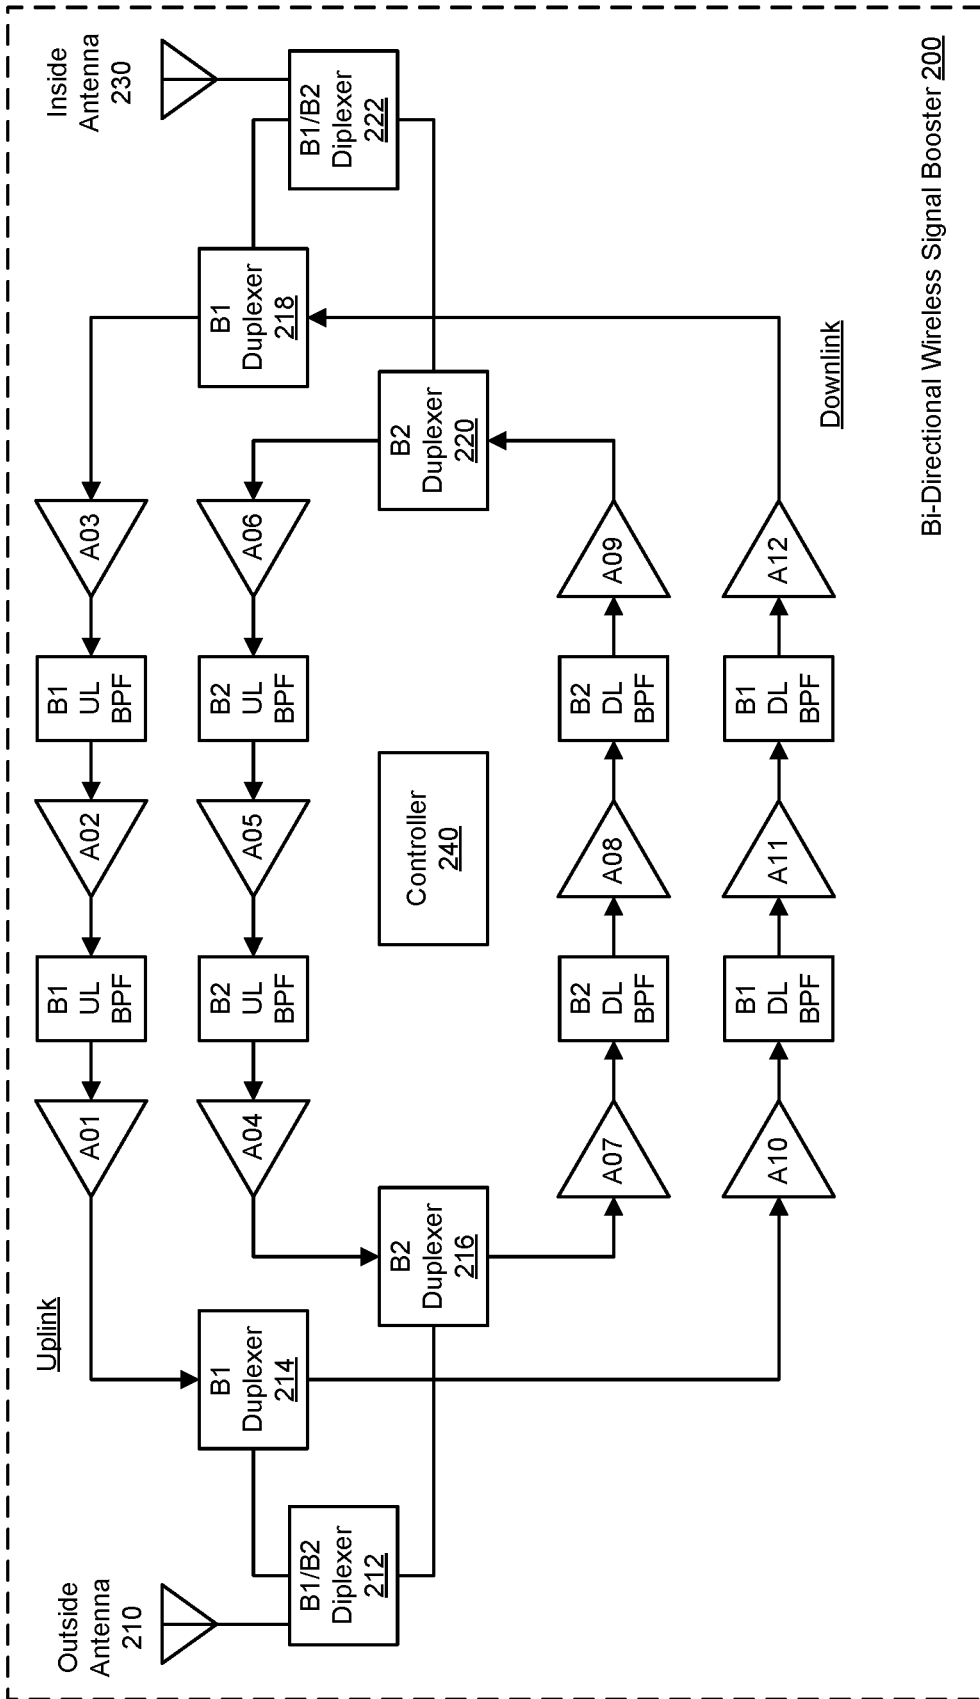 Outside
Antenna
210
Inside
Antenna
230
Uplink
A01
B1
UL
BPF
A02
B1
UL
BPF
A03
B1
Duplexer
214
A04
B2
UL
BPF
A05
B2
UL
BPF
A06
B1
Duplexer
218
B1/B2
Diplexer
212
B1/B2
Diplexer
222
B2
Duplexer
216
Controller
240
B2
Duplexer
220
A07
B2
DL
BPF
A08
B2
DL
BPF
A09
A10
B1
DL
BPF
A11
B1
DL
BPF
A12
Downlink
Bi-Directional Wireless Signal Booster 200